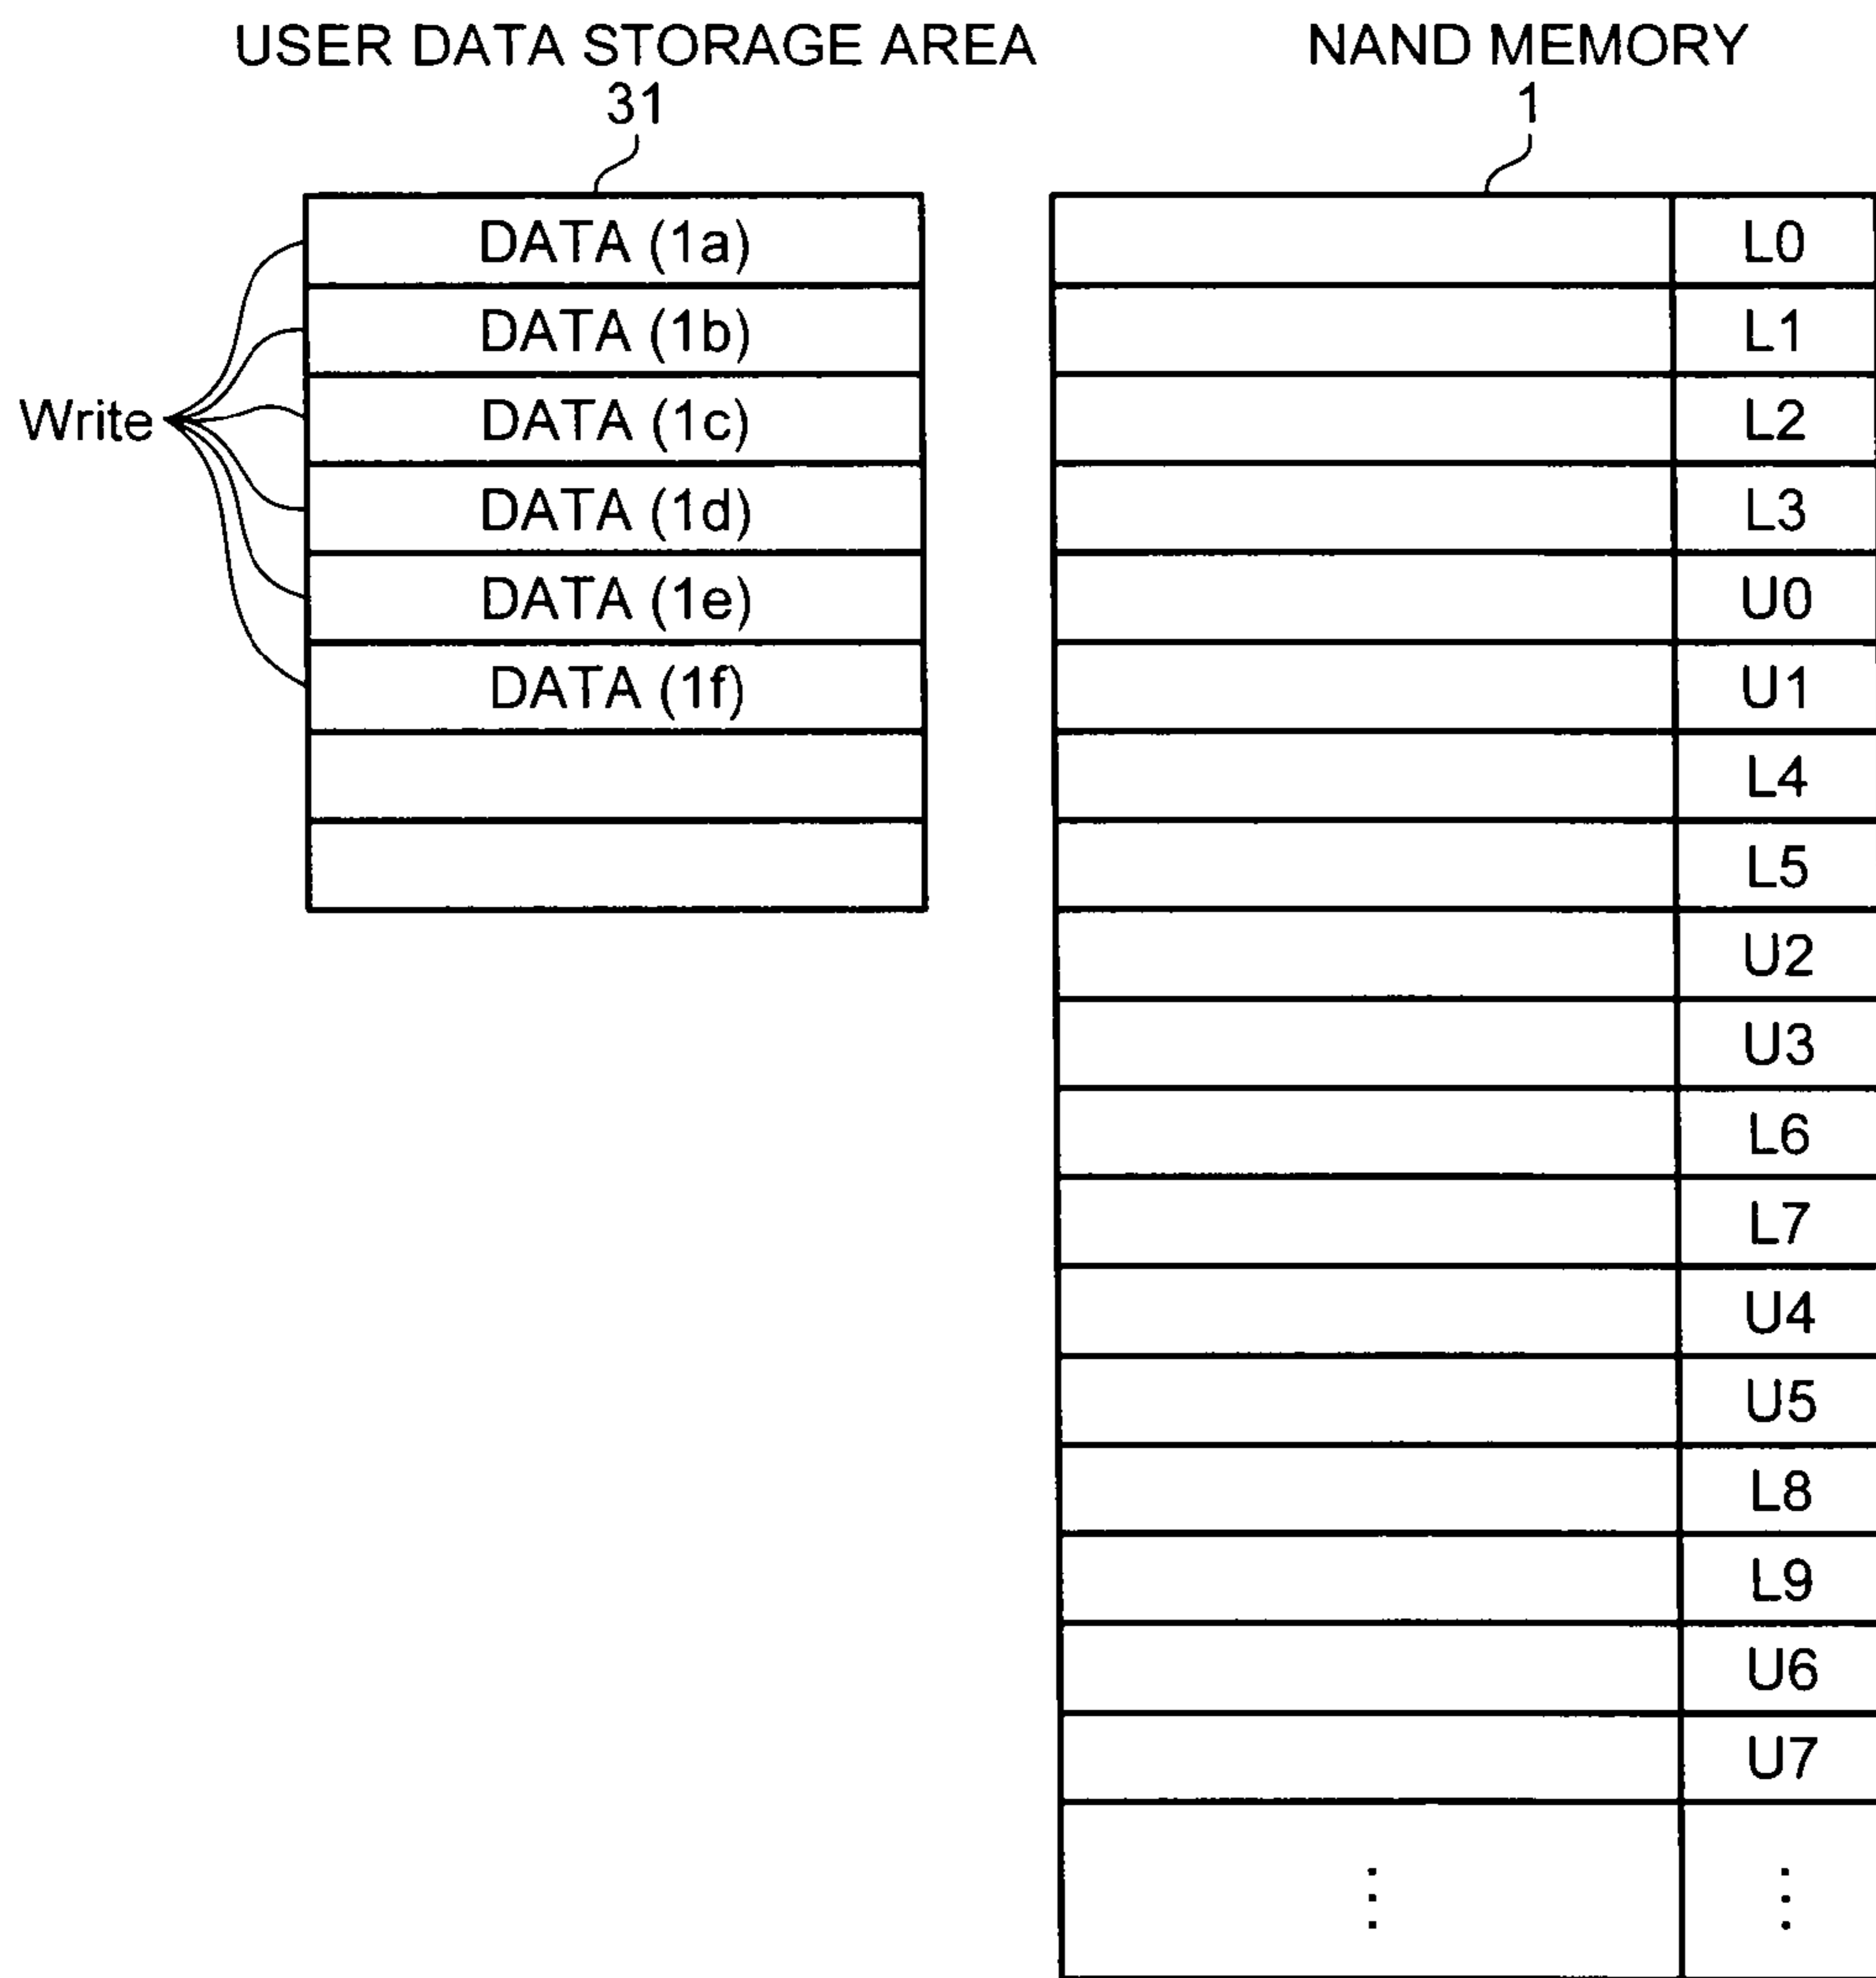 USER DATA STORAGE AREA
31
NAND MEMORY
1
Write
DATA (1a)
DATA (1b)
DATA (1c)
DATA (1d)
DATA (1e)
DATA (1f)
L0
L1
L2
L3
U0
U1
L4
L5
U2
U3
L6
L7
U4
U5
L8
L9
U6
U7
⋮ ⋮